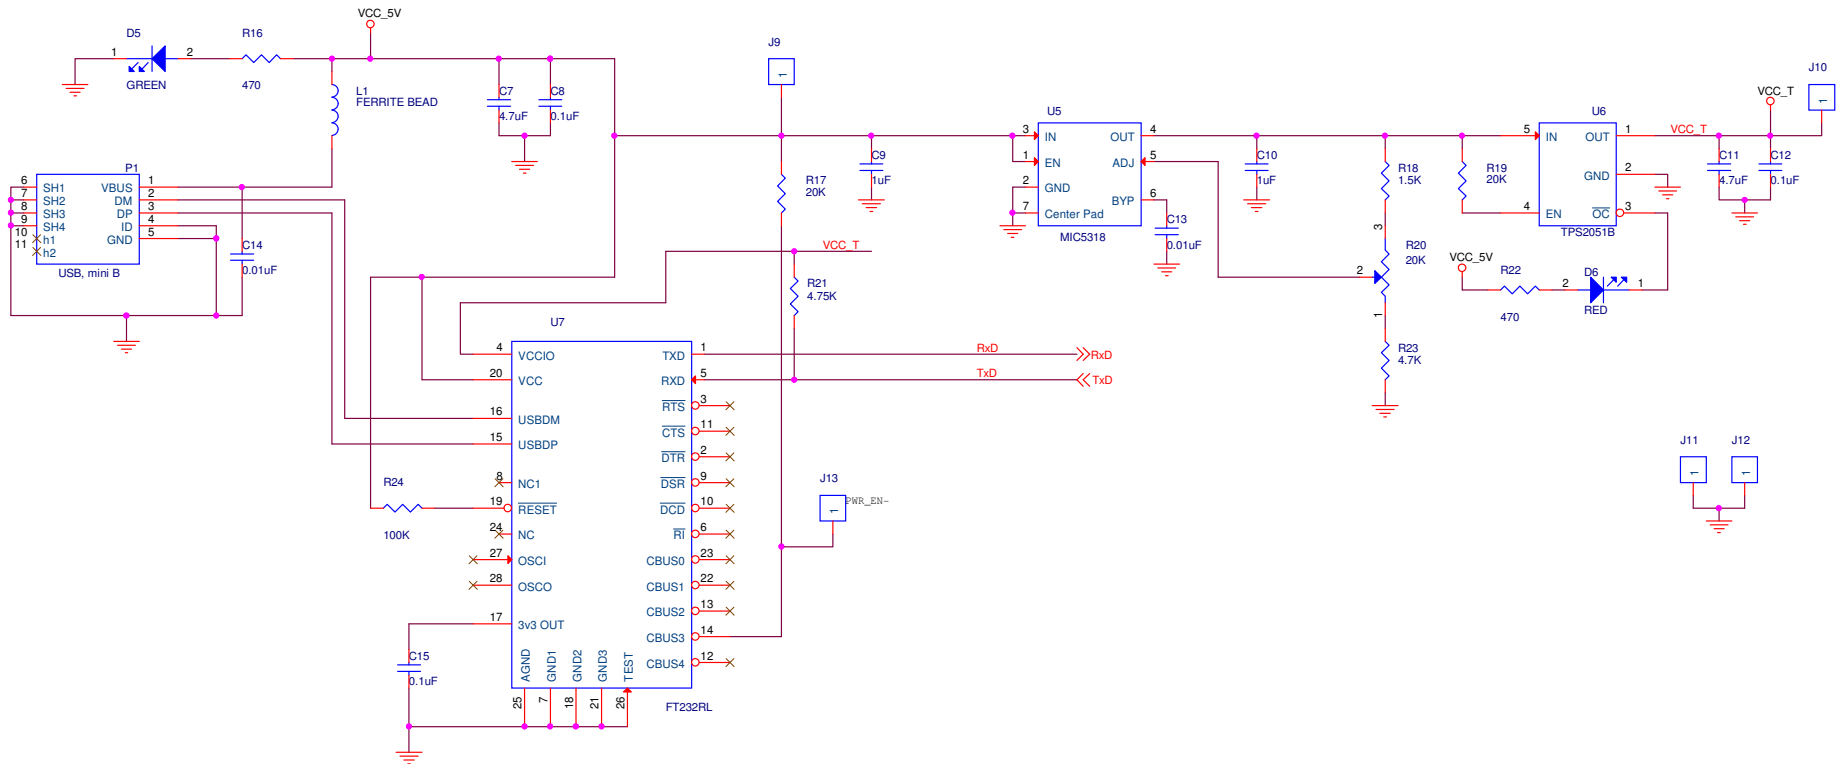 VCC_5V
D5
1
2
GREEN
R16
470
L1
FERRITE BEAD
C7
4.7uF
C8
0.1uF
J9
1
R17
20K
C9
1uF
U5
3
IN
1
EN
2
GND
7
Center Pad
OUT
4
ADJ
5
BYP
6
MIC5318
C13
0.01uF
C10
1uF
R18
1.5K
3
R20
20K
2
1
R23
4.7K
R19
20K
U6
5
IN
4
EN
OUT
1
GND
2
OC
3
TPS2051B
VCC_T
VCC_T
J10
1
C11
4.7uF
C12
0.1uF
VCC_5V
R22
470
2
D6
1
RED
P1
6
SH1
7
SH2
8
SH3
9
SH4
10
h1
11
h2
VBUS
1
DM
2
DP
3
ID
4
GND
5
USB, mini B
C14
0.01uF
VCC_T
R21
4.75K
U7
4
VCCIO
20
VCC
16
USBDM
15
USBDP
8
NC1
19
RESET
24
NC
27
OSCI
28
OSCO
17
3v3 OUT
TXD
1
RXD
5
RTS
3
CTS
11
DTR
2
DSR
9
DCD
10
RI
6
CBUS0
23
CBUS1
22
CBUS2
13
CBUS3
14
CBUS4
12
AGND
GND1
GND2
GND3
TEST
25
7
18
21
26
FT232RL
RxD
RxD
TxD
TxD
R24
100K
C15
0.1uF
J13
1
PWR_EN-
J11
1
J12
1